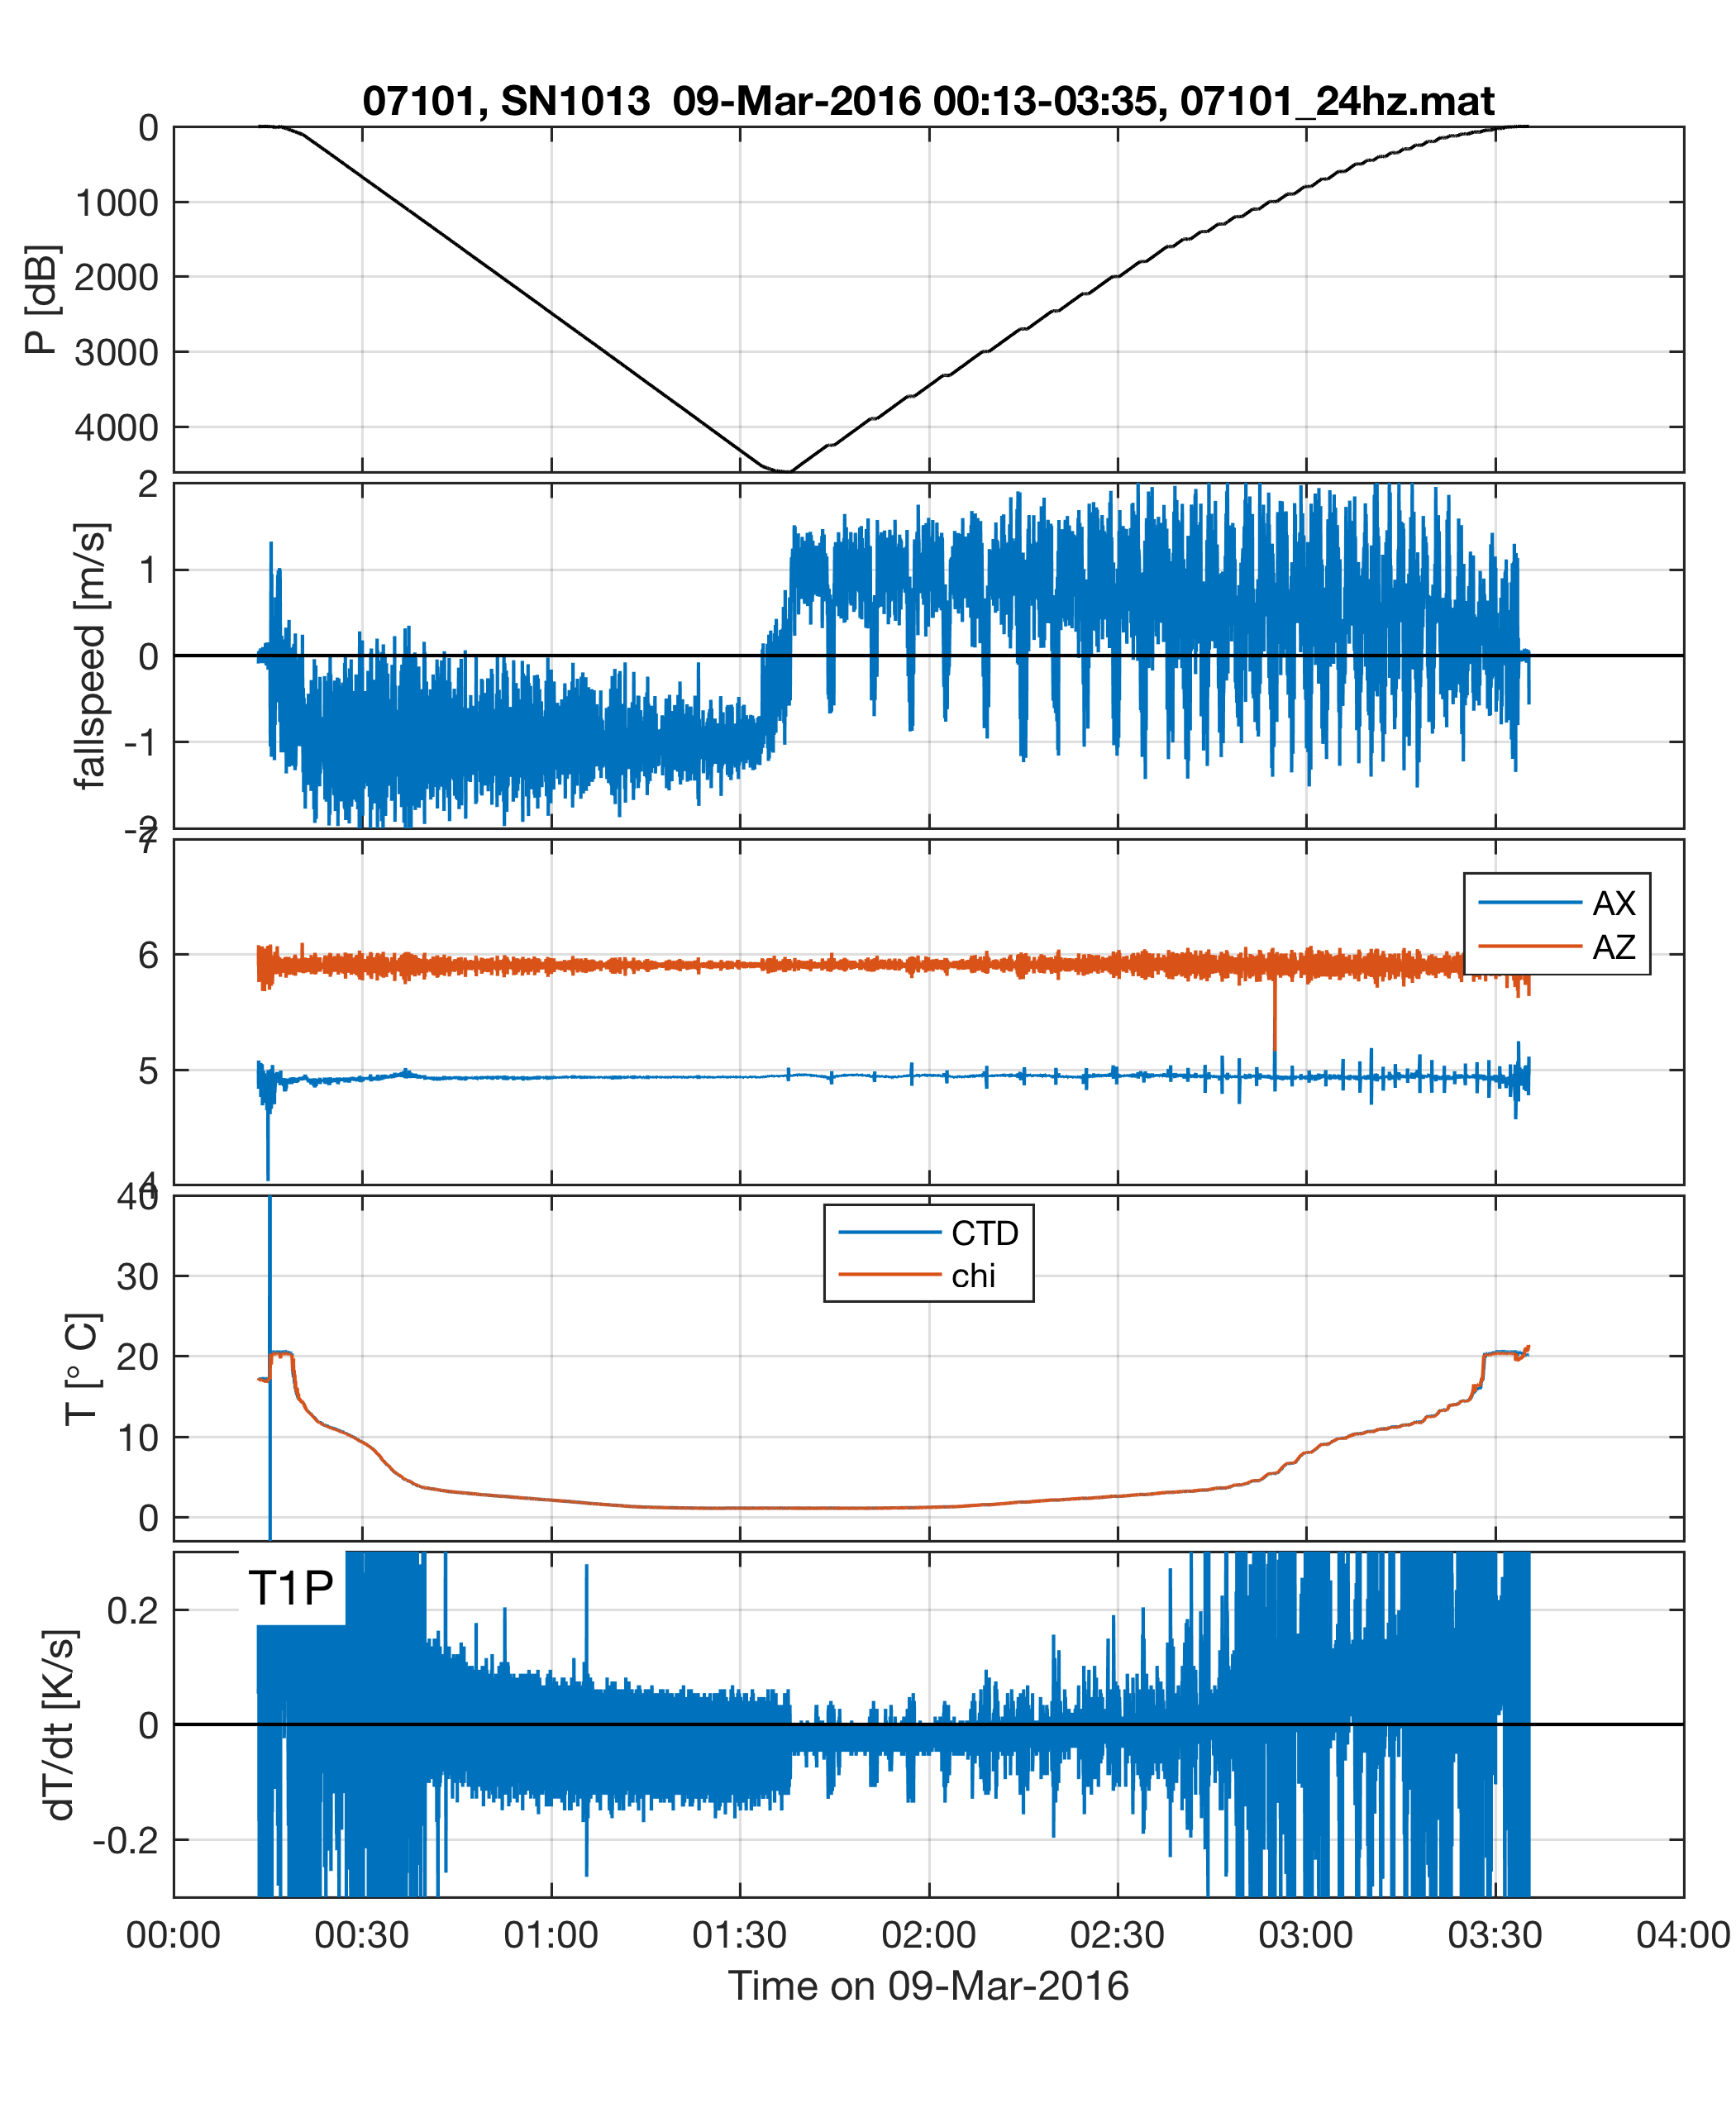 07101, SN1013  09-Mar-2016 00:13-03:35, 07101_24hz.mat
0
1000
2000
3000
4000
P [dB]
2
1
0
-1
-2
fallspeed [m/s]
7
6
5
4
AX
AZ
40
30
20
10
0
T [° C]
CTD
chi
T1P
0.2
0
-0.2
dT/dt [K/s]
00:00 00:30 01:00 01:30 02:00 02:30 03:00 03:30 04:00
Time on 09-Mar-2016